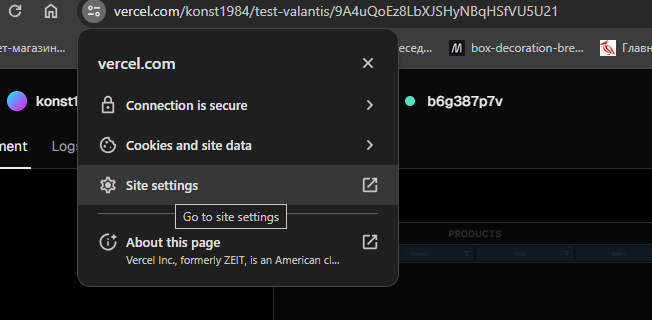 vercel.com/konst1984/test-valantis/9A4uQoEz8LbXJSHyNBqHSfVU5U21
ет-магазин...
еесед...
box-decoration-bre...
Главн
vercel.com
konst1
b6g387p7v
Connection is secure
ment
Logs
Cookies and site data
Site settings
Go to site settings
PRODUCTS
About this page
Vercel Inc., formerly ZEIT, is an American cl...